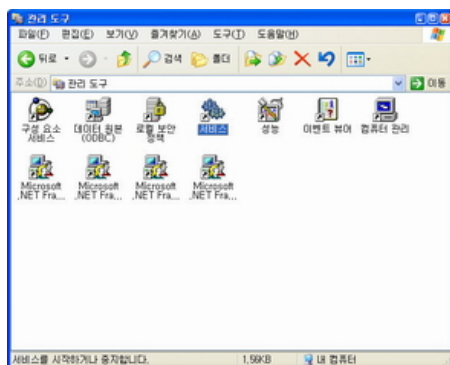 관리 도구
파일(F) 편집(E) 보기(V) 즐겨찾기(A) 도구(T) 도움말(H)
뒤로 검색 폴더
주소(D) 관리 도구 이동
구성 요소 서비스
데이터 원본 (ODBC)
로컬 보안 정책
서비스
성능
이벤트 뷰어
컴퓨터 관리
Microsoft .NET Fra...
Microsoft .NET Fra...
Microsoft .NET Fra...
Microsoft .NET Fra...
서비스를 시작하거나 중지합니다. 1.56KB 내 컴퓨터